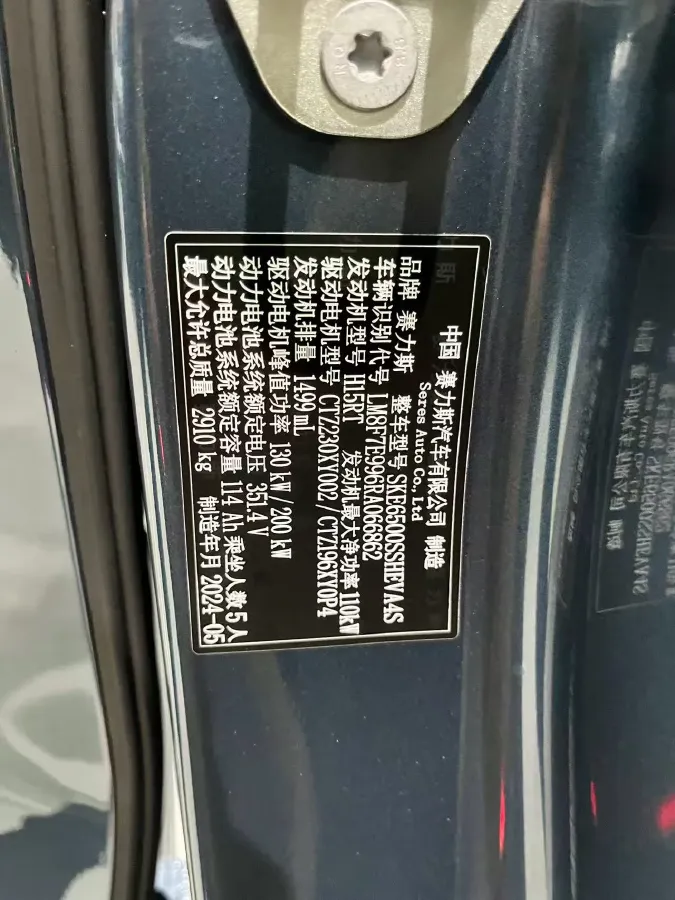 中国 赛力斯汽车有限公司 制造
Seres Auto Co., Ltd
品牌 赛力斯 整车型号 SKE6500SSHEVA4S
车辆识别代号 LM8F7E996RA066862
发动机型号 H15RT 发动机最大净功率 110kW
驱动电机型号 CTZ230XY002/CTZ196XY0P4
发动机排量 1499 mL
驱动电机峰值功率 130 kW/200 kW
动力电池系统额定电压 351.4 V
动力电池系统额定容量 114 Ah 乘坐人数 5人
最大允许总质量 2910 kg 制造年月 2024-05